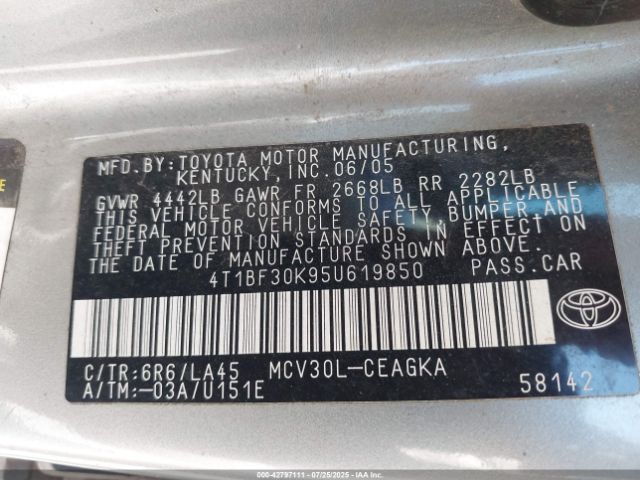 MFD.BY:TOYOTA MOTOR MANUFACTURING,
KENTUCKY, INC.06/05
GVWR 4442LB GAWR FR 2668LB RR 2282LB
THIS VEHICLE CONFORMS TO ALL APPLICABLE
FEDERAL MOTOR VEHICLE SAFETY, BUMPER AND
THEFT PREVENTION STANDARDS IN EFFECT ON
THE DATE OF MANUFACTURE SHOWN ABOVE.
4T1BF30K95U619850 PASS.CAR
C/TR:6R6/LA45 MCV30L-CEAGKA
A/TM:-03A/U151E
58142
000-42797111 - 07/25/2025 - Copyright © IAA, LLC